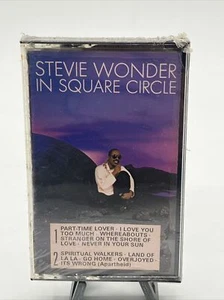 STEVIE WONDER
IN SQUARE CIRCLE
1
PART-TIME LOVER · I LOVE YOU
TOO MUCH · WHEREABOUTS ·
STRANGER ON THE SHORE OF
LOVE · NEVER IN YOUR SUN
2
SPIRITUAL WALKERS · LAND OF
LA LA · GO HOME · OVERJOYED ·
IT'S WRONG (Apartheid)